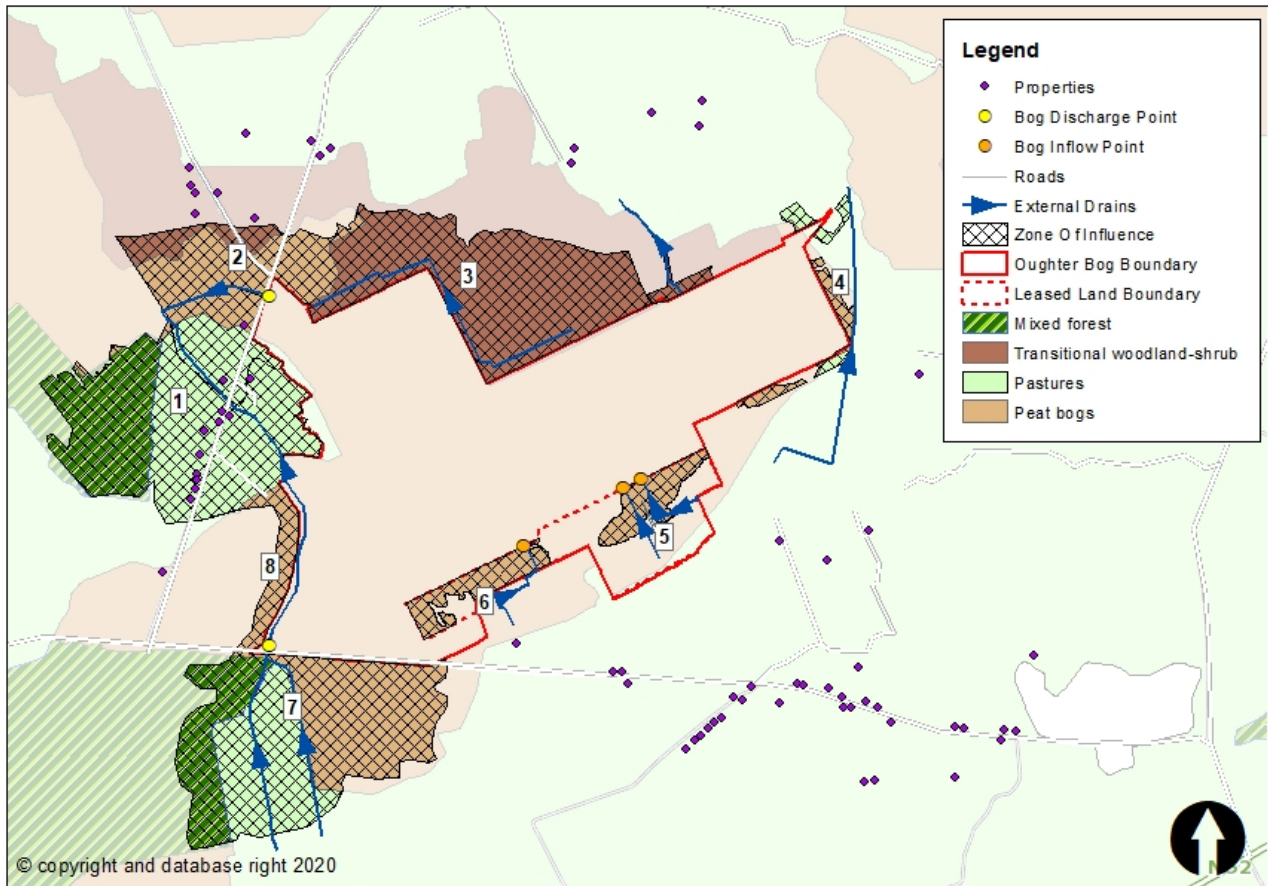 Legend
Properties
Bog Discharge Point
Bog Inflow Point
Roads
External Drains
Zone Of Influence
Oughter Bog Boundary
Leased Land Boundary
Mixed forest
Transitional woodland-shrub
Pastures
Peat bogs
2
3
4
1
5
8
6
7
© copyright and database right 2020